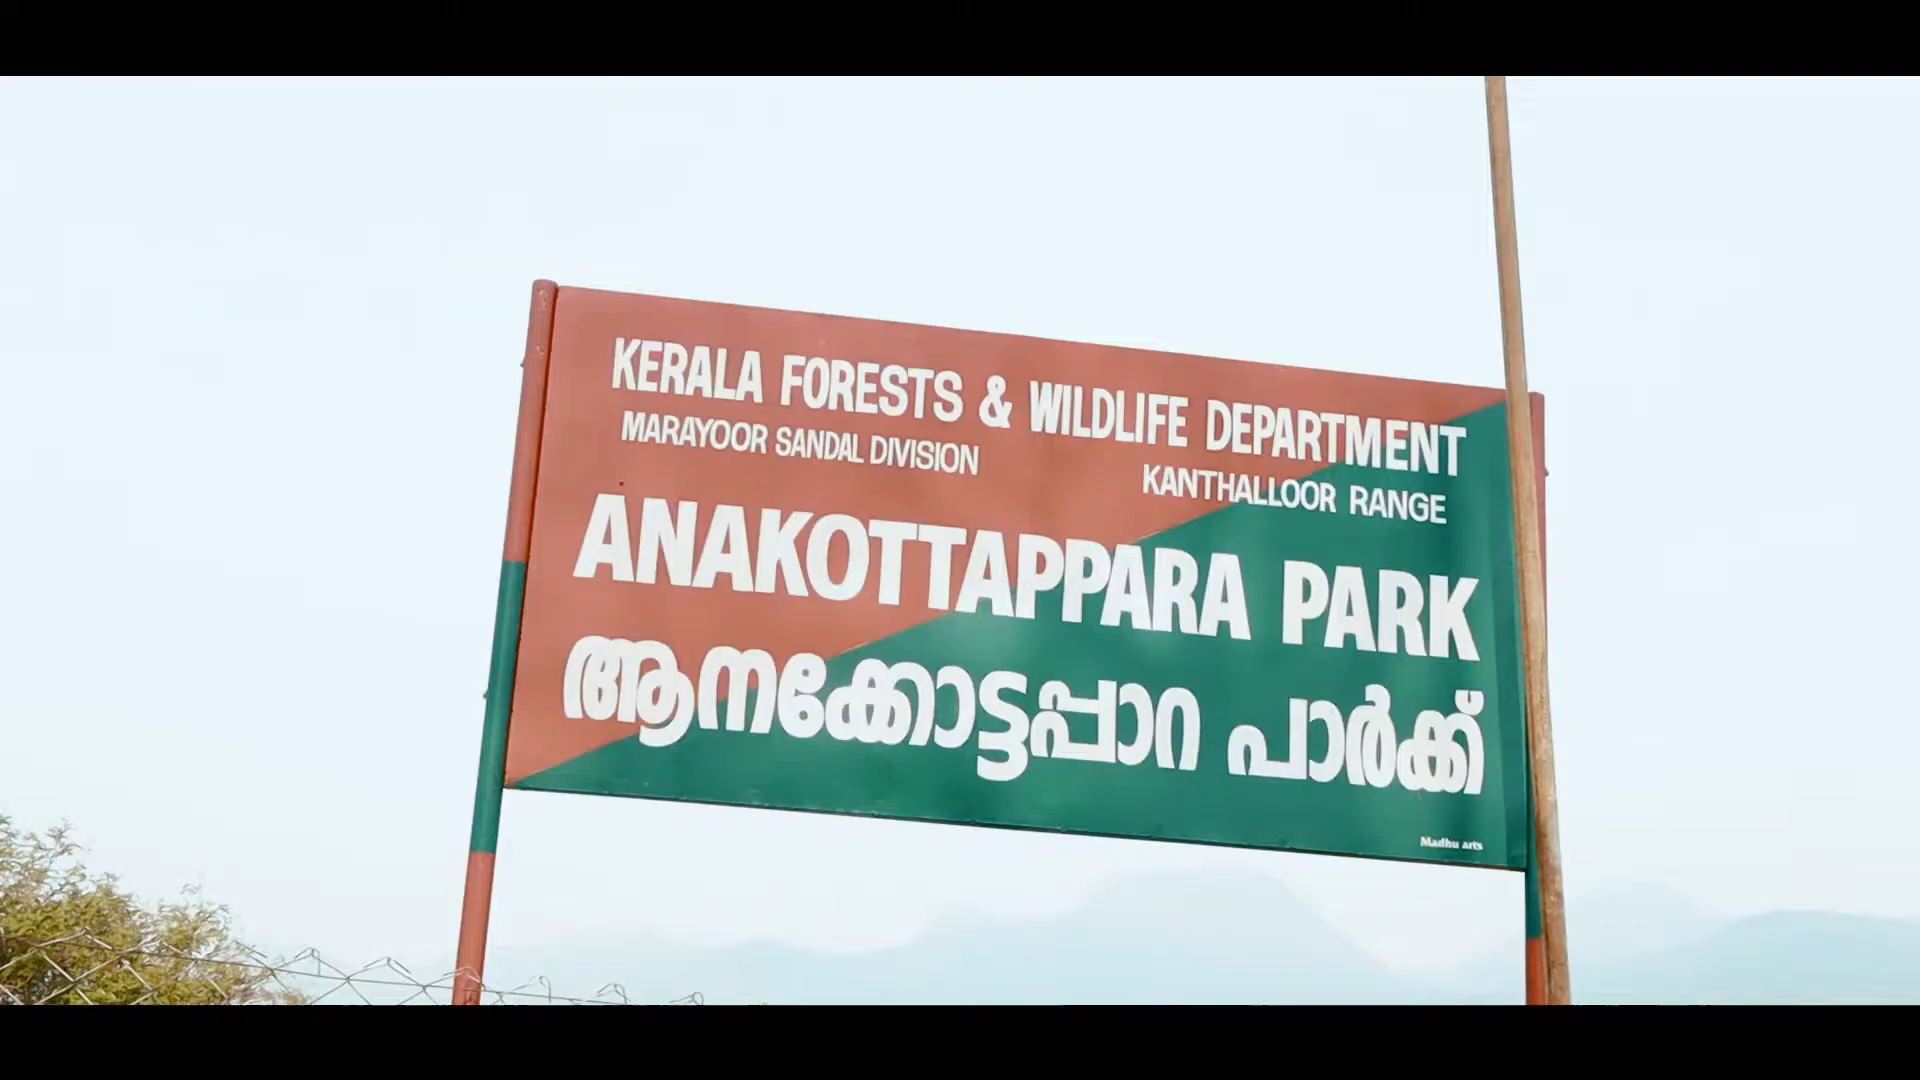 KERALA FORESTS & WILDLIFE DEPARTMENT
MARAYOOR SANDAL DIVISION
KANTHALLOOR RANGE
ANAKOTTAPPARA PARK
ആനക്കോട്ടപ്പാറ പാർക്ക്
Madhu arts